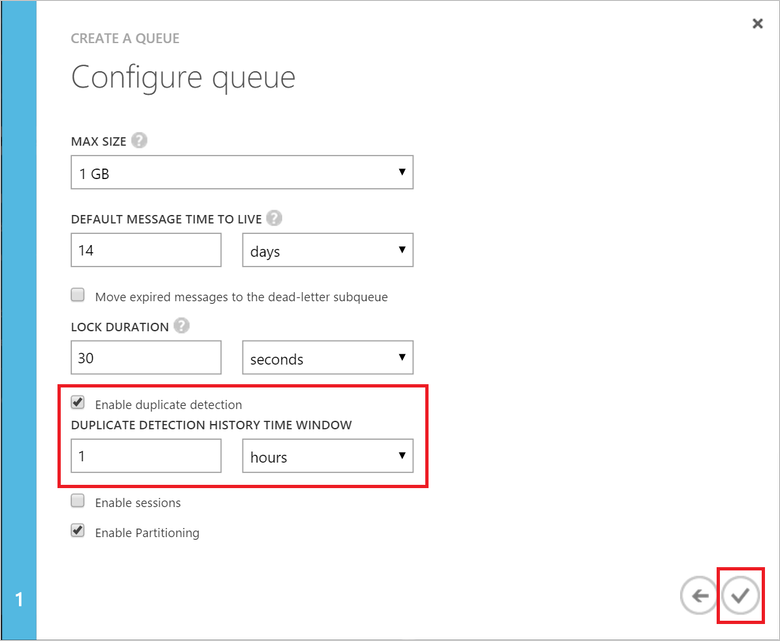 CREATE A QUEUE
Configure queue
MAX SIZE ?
1 GB
DEFAULT MESSAGE TIME TO LIVE ?
14 days
Move expired messages to the dead-letter subqueue
LOCK DURATION ?
30 seconds
Enable duplicate detection
DUPLICATE DETECTION HISTORY TIME WINDOW
1 hours
Enable sessions
Enable Partitioning
1